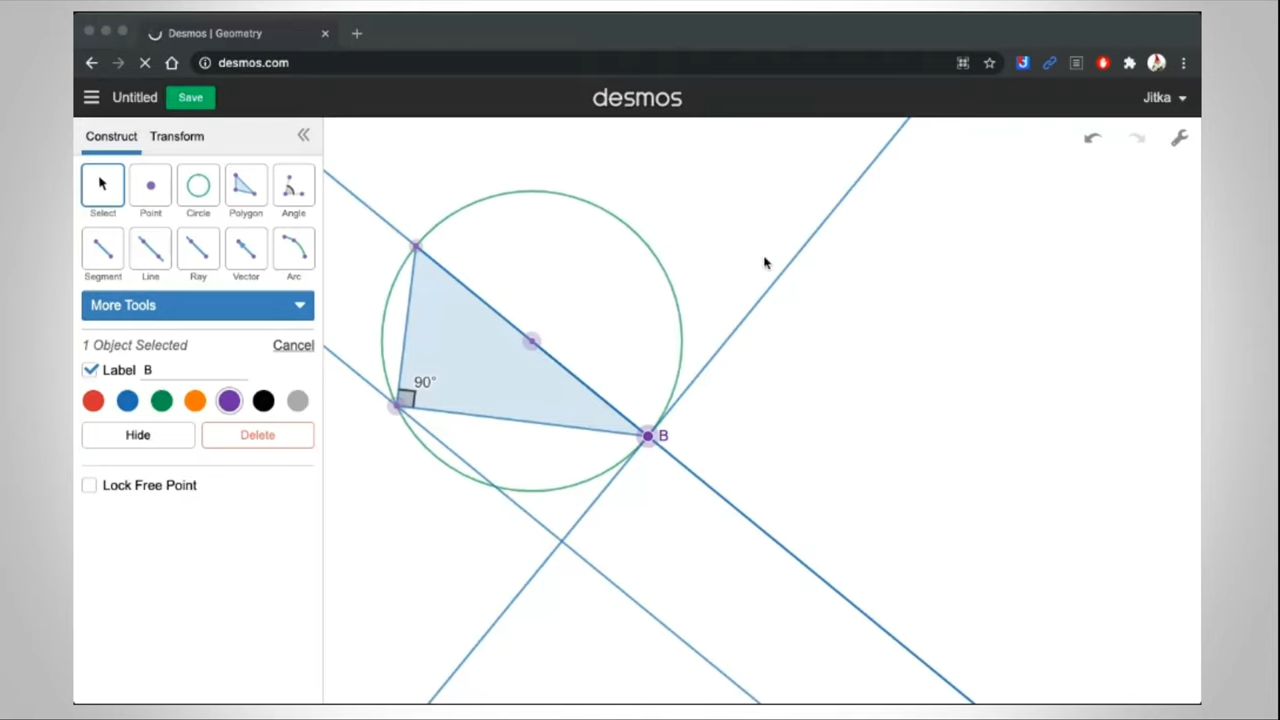 Desmos | Geometry
desmos.com
Untitled Save desmos Jitka
Construct Transform
Select Point Circle Polygon Angle
Segment Line Ray Vector Arc
More Tools
1 Object Selected Cancel
Label B
Hide Delete
Lock Free Point
90°
B